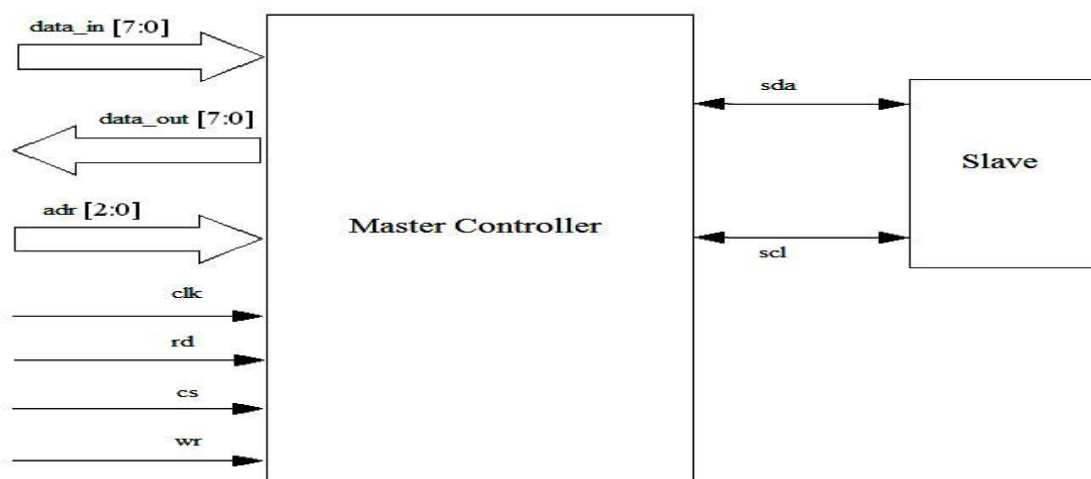 data_in [7:0]
data_out [7:0]
adr [2:0]
clk
rd
cs
wr
Master Controller
sda
scl
Slave